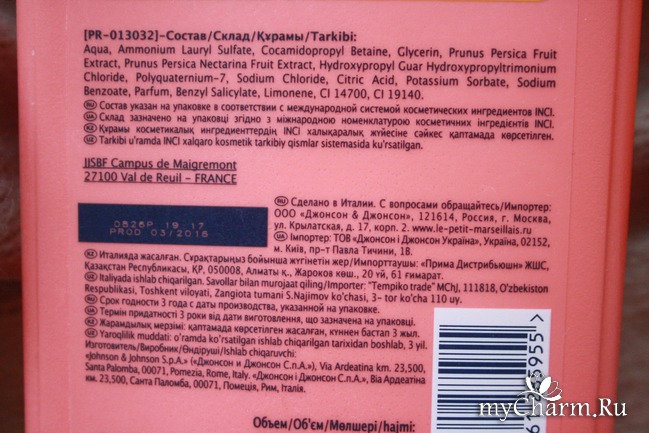 [PR-013032]-Состав/Склад/Құрамы/Tarkibi:
Aqua, Ammonium Lauryl Sulfate, Cocamidopropyl Betaine, Glycerin, Prunus Persica Fruit
Extract, Prunus Persica Nectarina Fruit Extract, Hydroxypropyl Guar Hydroxypropyltrimonium
Chloride, Polyquaternium-7, Sodium Chloride, Citric Acid, Potassium Sorbate, Sodium
Benzoate, Parfum, Benzyl Salicylate, Limonene, CI 14700, CI 19140.
RU Состав указан на упаковке в соответствии с международной системой косметических ингредиентов INCI.
UA Склад зазначено на упаковці згідно з міжнародною номенклатурою косметичних інгредієнтів INCI.
KZ Құрамы косметикалық ингредиенттердің INCI халықаралық жүйесіне сәйкес қаптамада көрсетілген.
Tarkibi u'ramda INCI xalqaro kosmetik tarkibiy qismlar sistemasida ku'rsatilgan.
JJSBF Campus de Maigremont
27100 Val de Reuil - FRANCE
0826P 19 17
PROD 03/2016
RU Сделано в Италии. С вопросами обращайтесь/Импортер:
ООО «Джонсон & Джонсон», 121614, Россия, г. Москва,
ул. Крылатская, д. 17, корп. 2. www.le-petit-marseillais.ru
UA Імпортер: ТОВ «Джонсон і Джонсон Україна», Україна, 02152,
м. Київ, пр-т Павла Тичини, 1В.
KZ Италияда жасалған. Сұрақтарыңыз бойынша жүгінетін жер/Импорттаушы: «Прима Дистрибьюшн» ЖШС,
Қазақстан Республикасы, ҚР, 050008, Алматы қ., Жароков көш., 20 үй, 61 ғимарат.
Italiyada ishlab chiqarilgan. Savollar bilan murojaat qiling/Importer: "Tempiko trade" MChJ, 111818, O'zbekiston
Respublikasi, Toshkent viloyati, Zangiota tumani S.Najimov ko'chasi, 3- tor ko'cha 110 uy.
RU Срок годности 3 года с даты производства, указанной на упаковке.
UA Термін придатності 3 роки від дати виготовлення, що зазначена на упаковці.
KZ Жарамдылық мерзімі: қаптамада көрсетілген жасалған, күннен бастап 3 жыл.
Yaroqlilik muddati: o'ramda ko'rsatilgan ishlab chiqarilgan tarixidan boshlab, 3 yil.
Изготовитель/Виробник/Өндіруші/Ishlab chiqaruvchi:
«Johnson & Johnson S.p.A.» («Джонсон и Джонсон С.п.А.»), Via Ardeatina km. 23,500,
Santa Palomba, 00071, Pomezia, Rome, Italy. «Джонсон і Джонсон С.п.А.», Віа Ардеатіна
км. 23,500, Санта Паломба, 00071, Помеція, Рим, Італія.
Объем/Об'єм/Мөлшері/hajmi:
5955>
myCharm.Ru